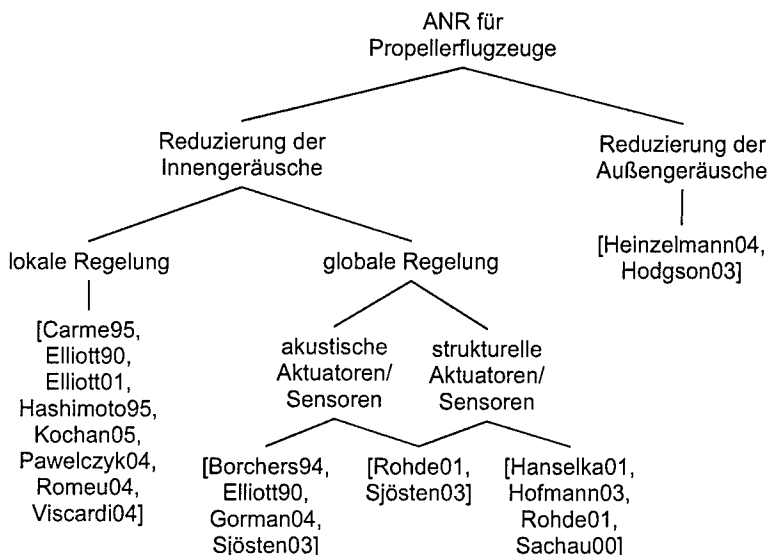 ANR für
Propellerflugzeuge
Reduzierung der
Innengeräusche
Reduzierung der
Außengeräusche
lokale Regelung
globale Regelung
[Heinzelmann04,
Hodgson03]
[Carme95,
Elliott90,
Elliott01,
Hashimoto95,
Kochan05,
Pawelczyk04,
Romeu04,
Viscardi04]
akustische
Aktuatoren/
Sensoren
strukturelle
Aktuatoren/
Sensoren
[Borchers94,
Elliott90,
Gorman04,
Sjösten03]
[Rohde01,
Sjösten03]
[Hanselka01,
Hofmann03,
Rohde01,
Sachau00]